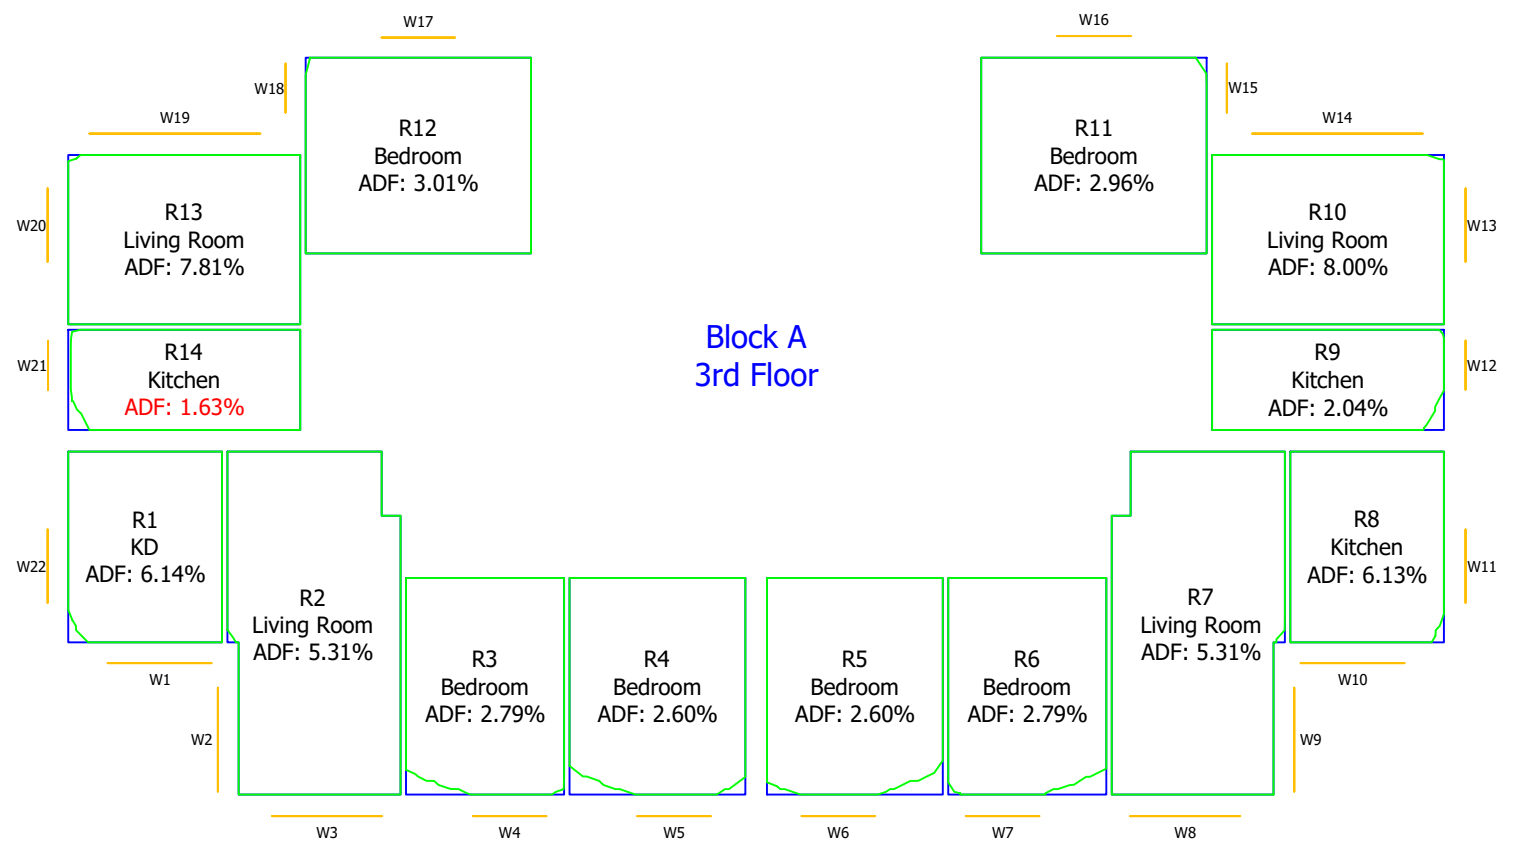 W17
W16
W18
W15
W19
W14
R12
Bedroom
ADF: 3.01%
R11
Bedroom
ADF: 2.96%
W20
R13
Living Room
ADF: 7.81%
R10
Living Room
ADF: 8.00%
W13
Block A
3rd Floor
W21
R14
Kitchen
ADF: 1.63%
R9
Kitchen
ADF: 2.04%
W12
W22
R1
KD
ADF: 6.14%
R8
Kitchen
ADF: 6.13%
W11
R2
Living Room
ADF: 5.31%
R7
Living Room
ADF: 5.31%
R3
Bedroom
ADF: 2.79%
R4
Bedroom
ADF: 2.60%
R5
Bedroom
ADF: 2.60%
R6
Bedroom
ADF: 2.79%
W1
W10
W2
W9
W3
W4
W5
W6
W7
W8